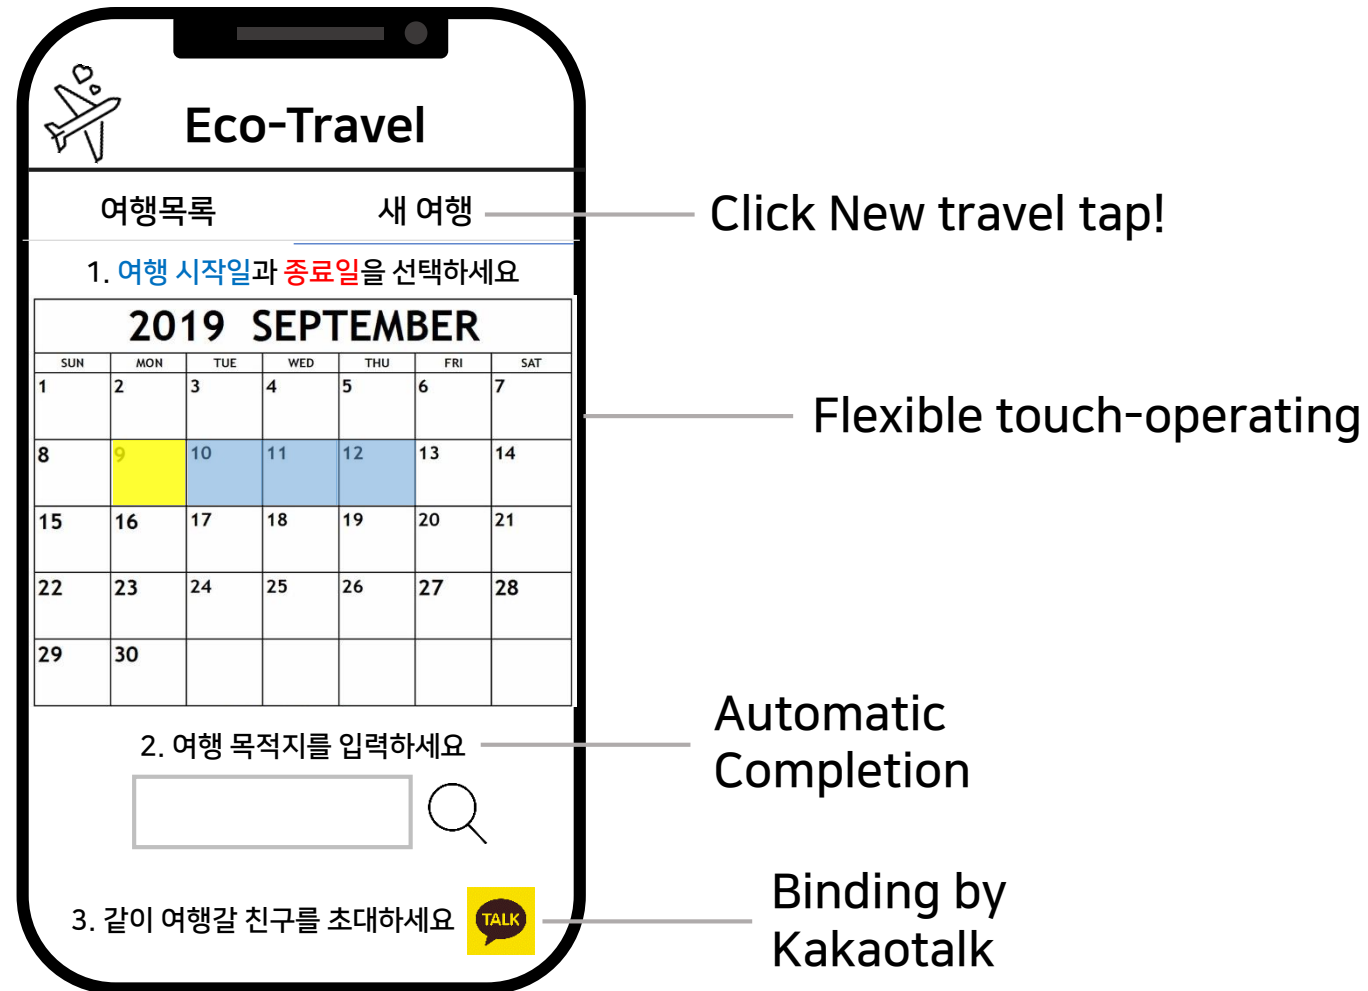 Eco-Travel
여행목록 새 여행
Click New travel tap!
1. 여행 시작일과 종료일을 선택하세요
2019 SEPTEMBER
SUN MON TUE WED THU FRI SAT
1 2 3 4 5 6 7
Flexible touch-operating
8 9 10 11 12 13 14
15 16 17 18 19 20 21
22 23 24 25 26 27 28
29 30
2. 여행 목적지를 입력하세요
Automatic
Completion
3. 같이 여행갈 친구를 초대하세요
TALK
Binding by
Kakaotalk